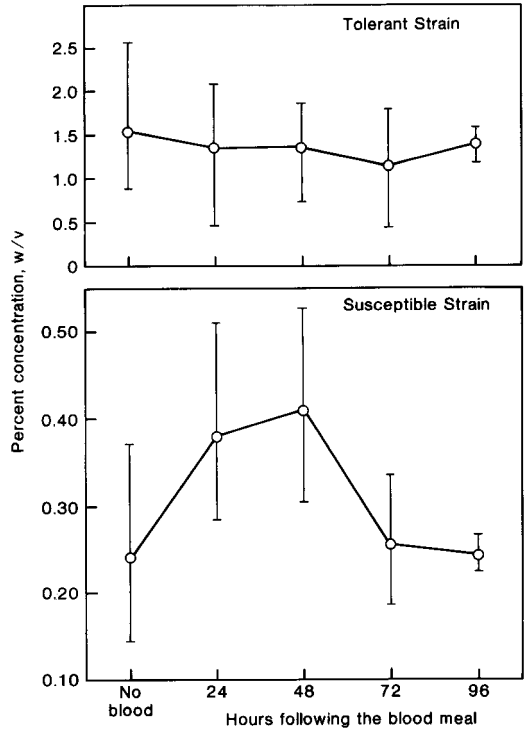 Tolerant Strain
2.5
2.0
1.5
1.0
0.5
0
Percent concentration, w/v
Susceptible Strain
0.50
0.40
0.30
0.20
0.10
No 24 48 72 96
blood
Hours following the blood meal